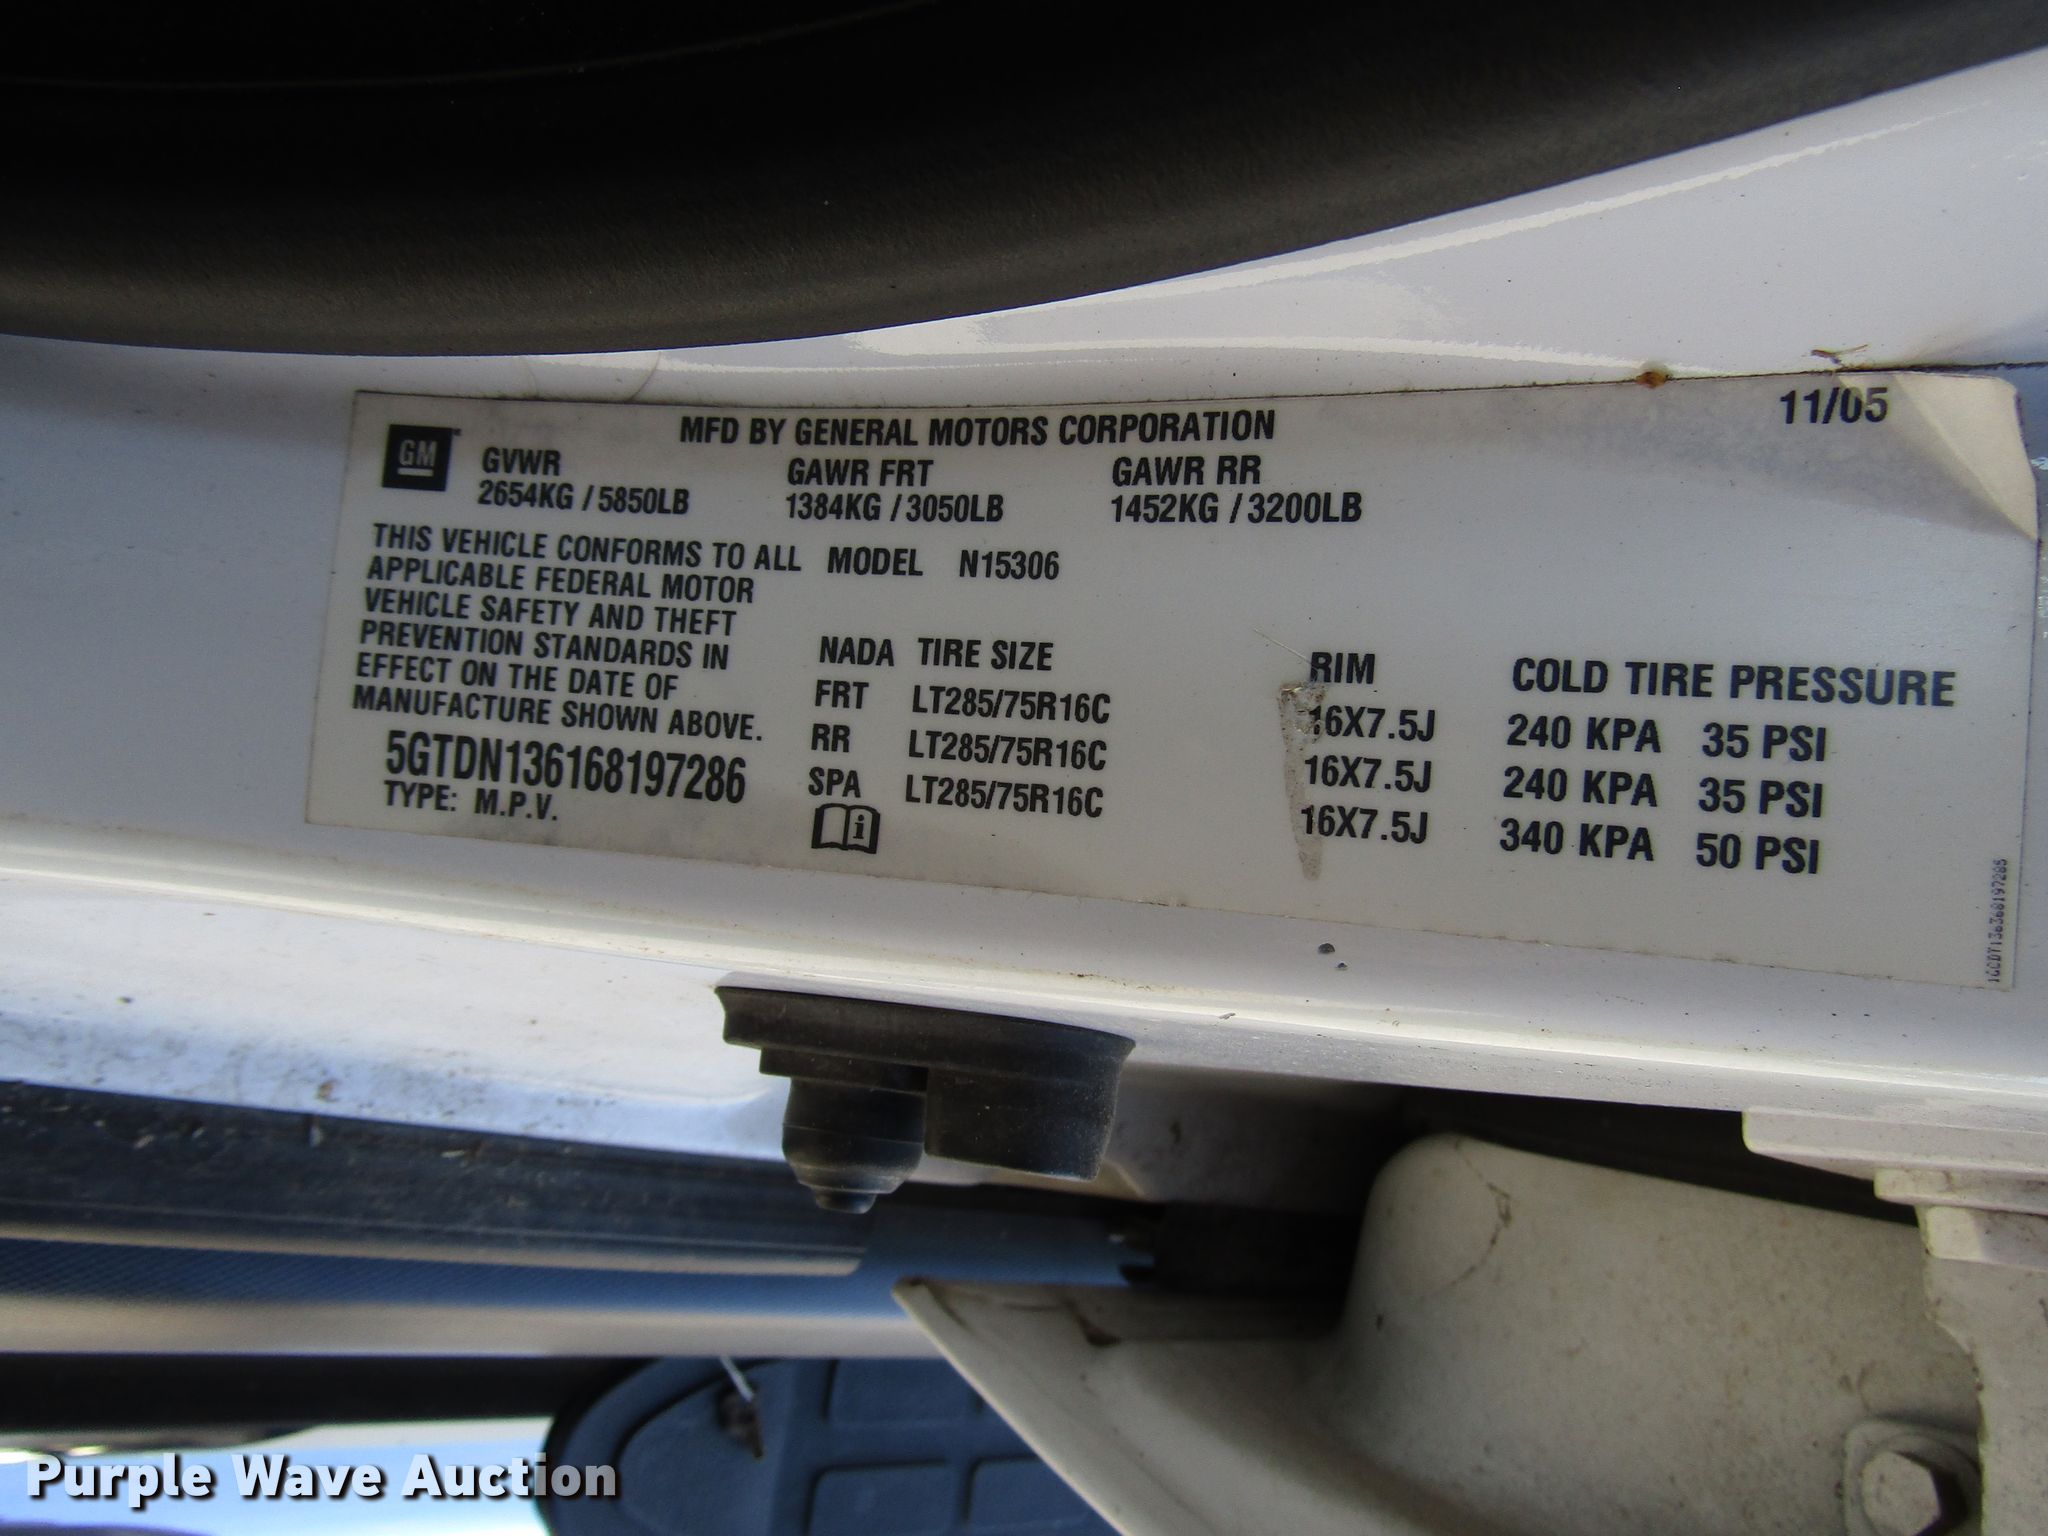 MFD BY GENERAL MOTORS CORPORATION 11/05
GM
GVWR GAWR FRT GAWR RR
2654KG / 5850LB 1384KG / 3050LB 1452KG / 3200LB
THIS VEHICLE CONFORMS TO ALL
APPLICABLE FEDERAL MOTOR
VEHICLE SAFETY AND THEFT
PREVENTION STANDARDS IN
EFFECT ON THE DATE OF
MANUFACTURE SHOWN ABOVE.
5GTDN136168197286
TYPE: M.P.V.
MODEL N15306
NADA TIRE SIZE RIM COLD TIRE PRESSURE
FRT LT285/75R16C 16X7.5J 240 KPA 35 PSI
RR LT285/75R16C 16X7.5J 240 KPA 35 PSI
SPA LT285/75R16C 16X7.5J 340 KPA 50 PSI
i
Purple Wave Auction